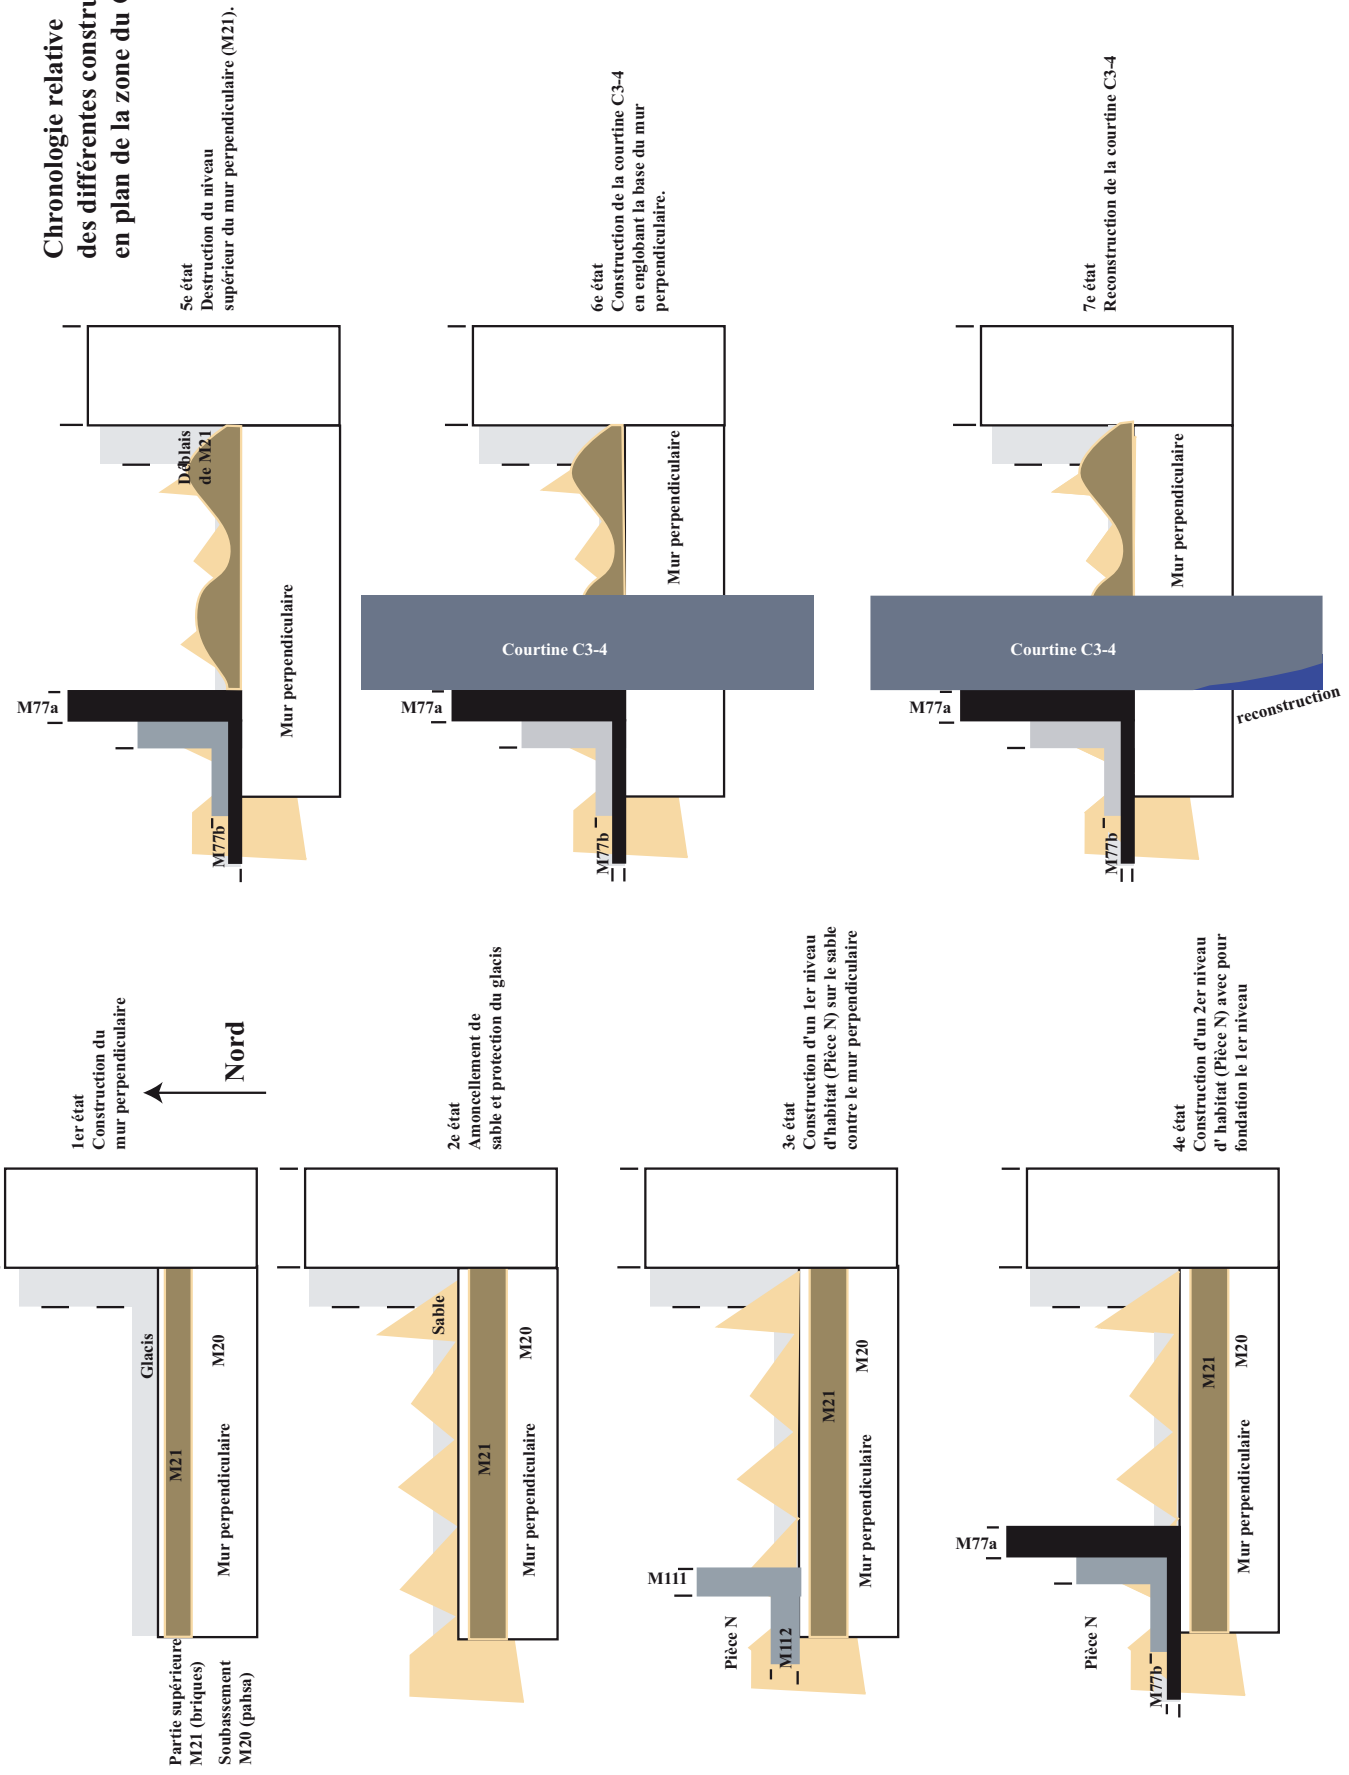 Chronologie relative
des différentes
en plan de la zone du
1er état
Construction du
mur perpendiculaire
Nord
Glacis
M21
M20
Mur perpendiculaire
Partie supérieure
M21 (briques)
Soubassement
M20 (pahsa)
2e état
Amoncellement de
sable et protection du glacis
Sable
M21
M20
Mur perpendiculaire
3e état
Construction d'un 1er niveau
d'habitat (Pièce N) sur le sable
contre le mur perpendiculaire
M111
Pièce N
M112
M21
M20
Mur perpendiculaire
4e état
Construction d'un 2er niveau
d' habitat (Pièce N) avec pour
fondation le 1er niveau
M77a
Pièce N
M77b
M21
M20
Mur perpendiculaire
5e état
Destruction du niveau
supérieur du mur perpendiculaire (M21).
Déblais
de M21
M77a
M77b
Mur perpendiculaire
6e état
Construction de la courtine C3-4
en englobant la base du mur
perpendiculaire.
Mur perpendiculaire
Courtine C3-4
M77a
M77b
7e état
Reconstruction de la courtine C3-4
Mur perpendiculaire
Courtine C3-4
M77a
M77b
reconstruction